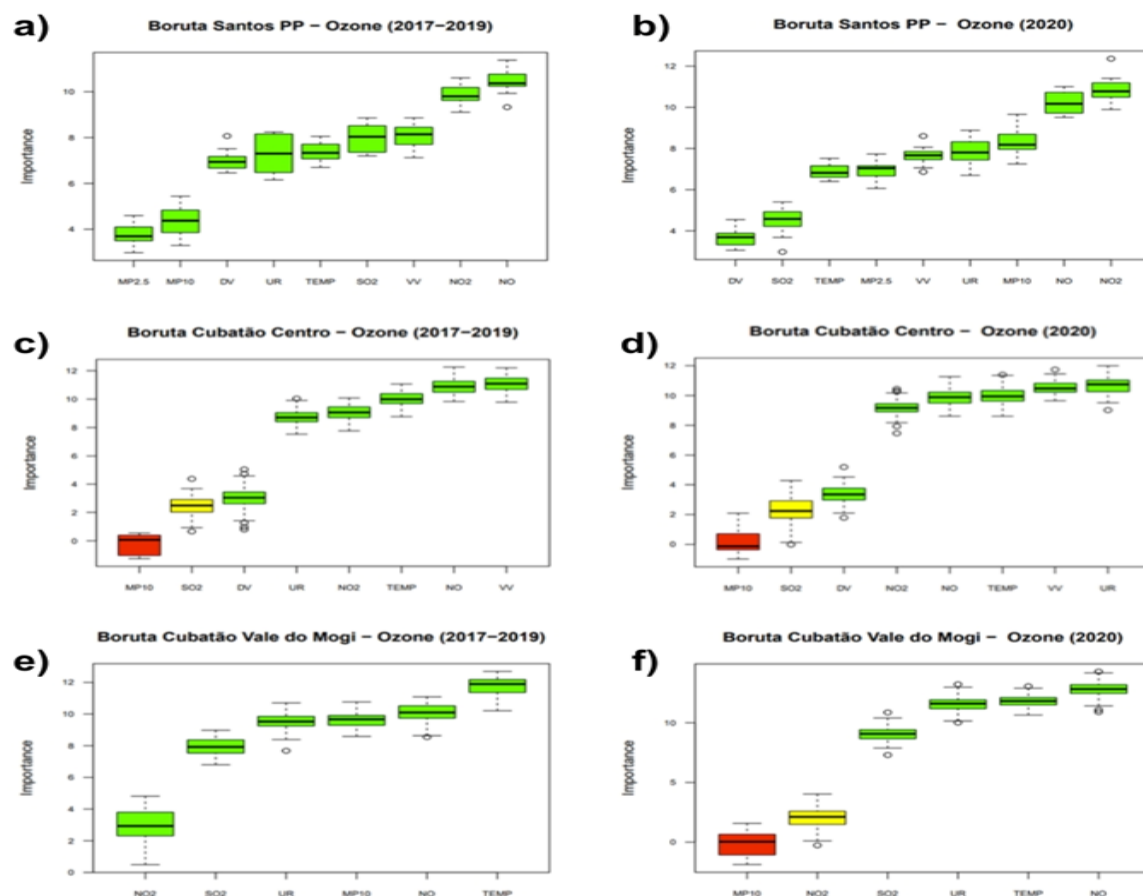 a)
Boruta Santos PP − Ozone (2017−2019)
Importance
10
8
6
4
MP2.5 MP10 DV UR TEMP SO2 VV NO2 NO
b)
Boruta Santos PP − Ozone (2020)
Importance
12
10
8
6
4
DV SO2 TEMP MP2.5 VV UR MP10 NO NO2
c)
Boruta Cubatão Centro − Ozone (2017−2019)
Importance
12
10
8
6
4
2
0
MP10 SO2 DV UR NO2 TEMP NO VV
d)
Boruta Cubatão Centro − Ozone (2020)
Importance
12
10
8
6
4
2
0
MP10 SO2 DV NO2 NO TEMP VV UR
e)
Boruta Cubatão Vale do Mogi − Ozone (2017−2019)
Importance
12
10
8
6
4
2
0
NO2 SO2 UR MP10 NO TEMP
f)
Boruta Cubatão Vale do Mogi − Ozone (2020)
Importance
10
5
0
MP10 NO2 SO2 UR TEMP NO